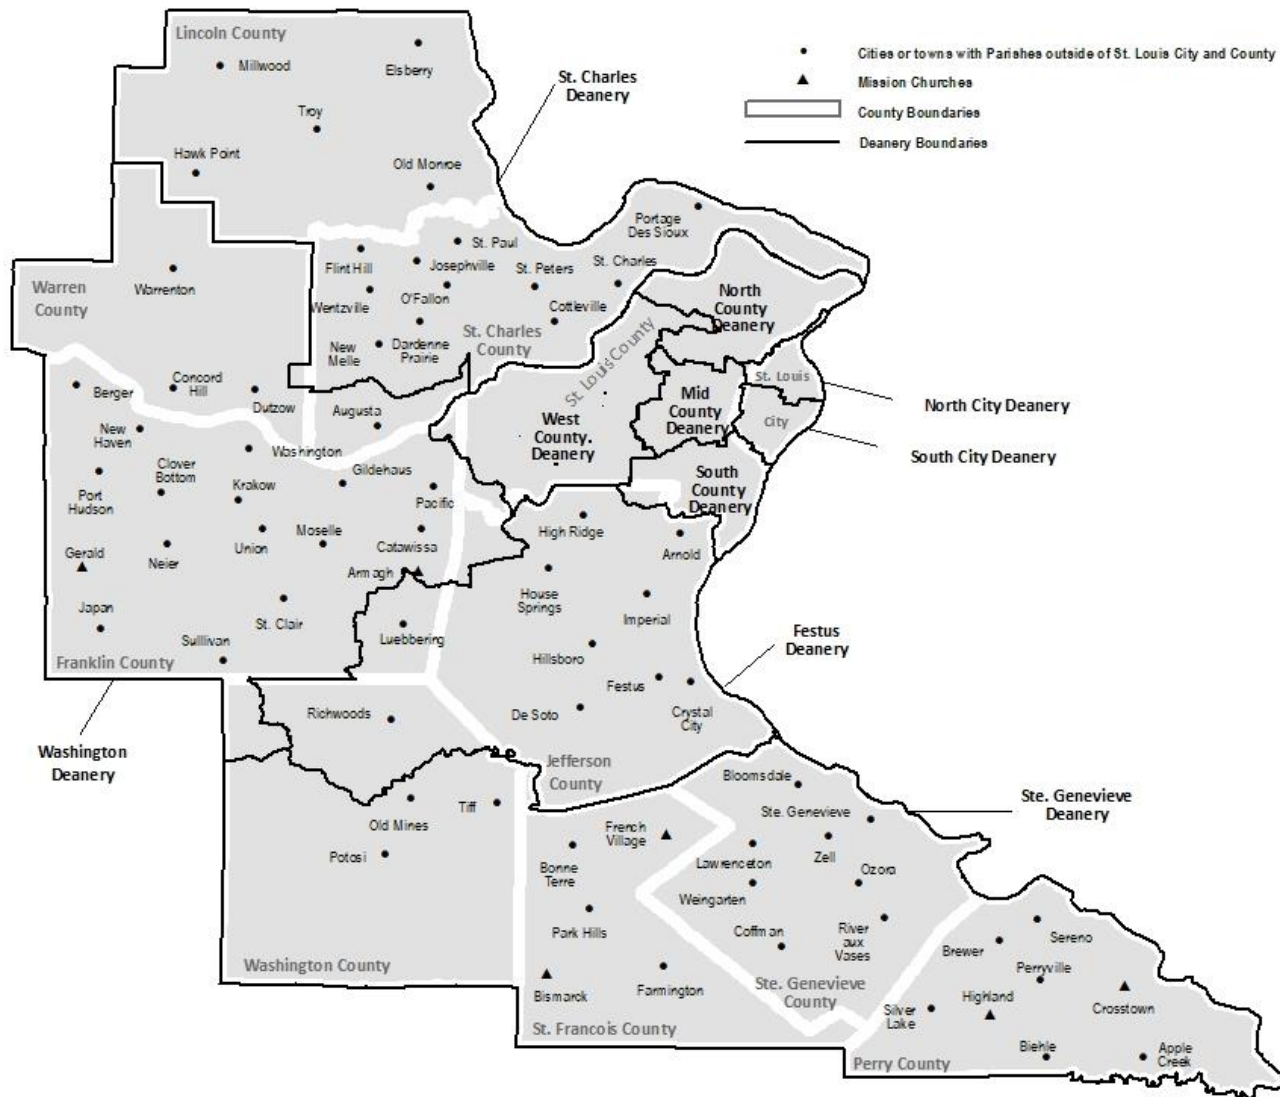 Lincoln County
Millwood
Elsberry
Troy
Hawk Point
Old Monroe
St. Charles
Deanery
Cities or towns with Parishes outside of St. Louis City and County
Mission Churches
County Boundaries
Deanery Boundaries
Portage
Des Sioux
St. Paul
Flint Hill
Josephville
St. Peters
St. Charles
Wentzville
O'Fallon
Cottleville
New
Melle
Dardenne
Prairie
St. Charles
County
Warren
County
Warrenton
Berger
Concord
Hill
Dutzow
Augusta
North
County
Deanery
St. Louis County
St. Louis
City
Mid
County
Deanery
West
County.
Deanery
South
County
Deanery
North City Deanery
South City Deanery
New
Haven
Washington
Clover
Bottom
Krakow
Gildehaus
Port
Hudson
Pacific
Gerald
Neier
Union
Moselle
Catawissa
Armagh
Japan
St. Clair
Sulllivan
Luebbering
Franklin County
High Ridge
Arnold
House
Springs
Imperial
Hillsboro
Festus
De Soto
Crystal
City
Festus
Deanery
Jefferson
County
Washington
Deanery
Richwoods
Old Mines
Tiff
Potosi
Washington County
Bloomsdale
Ste. Genevieve
French
Village
Lawrenceton
Zell
Ozora
Bonne
Terre
Weingarten
Park Hills
Coffman
River
aux
Vases
Bismarck
Farmington
Ste. Genevieve
County
St. Francois County
Ste. Genevieve
Deanery
Brewer
Sereno
Perryville
Silver
Lake
Highland
Crosstown
Biehle
Apple
Creek
Perry County